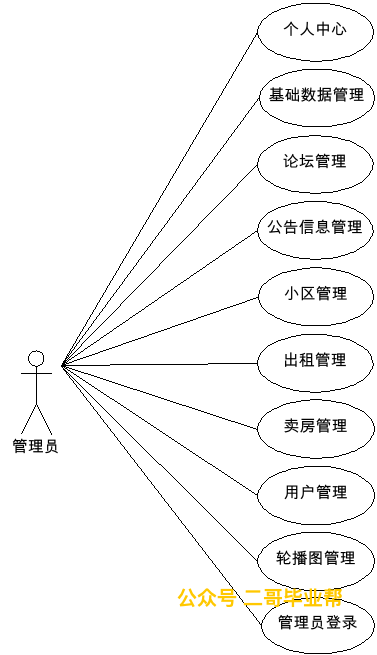 个人中心
基础数据管理
论坛管理
公告信息管理
小区管理
出租管理
卖房管理
管理员
用户管理
轮播图管理
公众号 二哥毕业帮
管理员登录